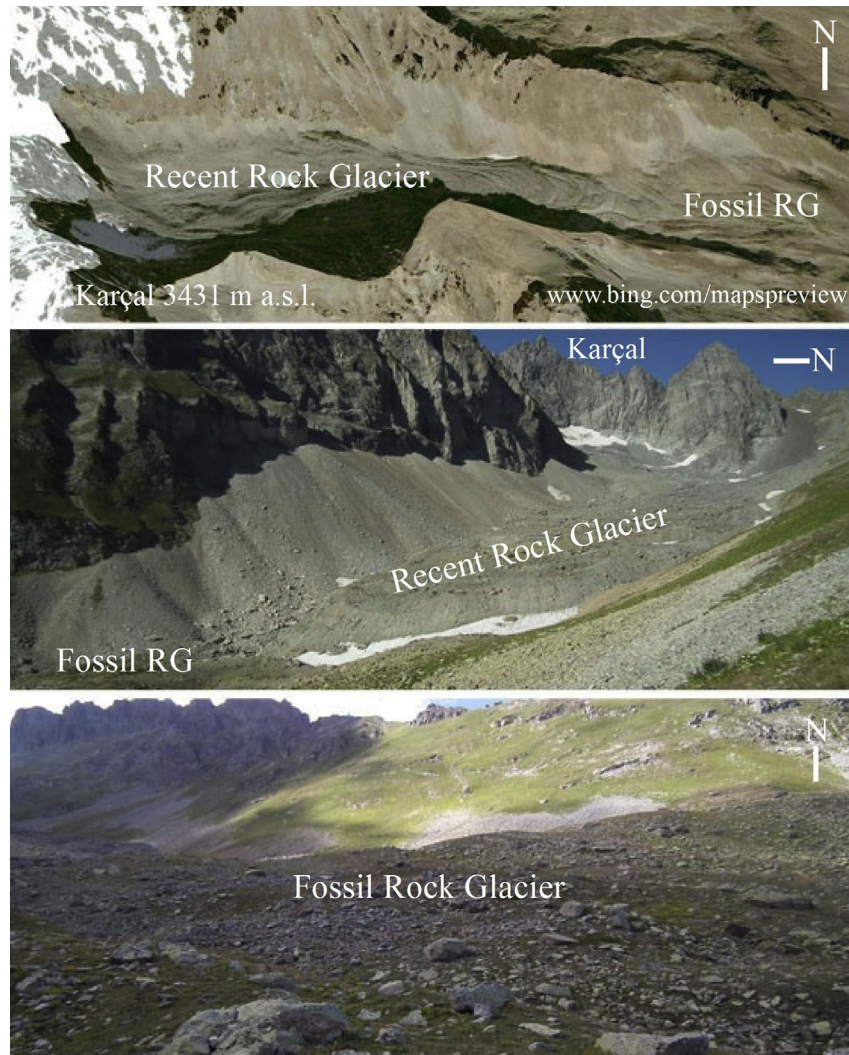 N
Recent Rock Glacier
Fossil RG
Karçal 3431 m a.s.l.
www.bing.com/mapspreview
Karçal
N
Recent Rock Glacier
Fossil RG
N
Fossil Rock Glacier